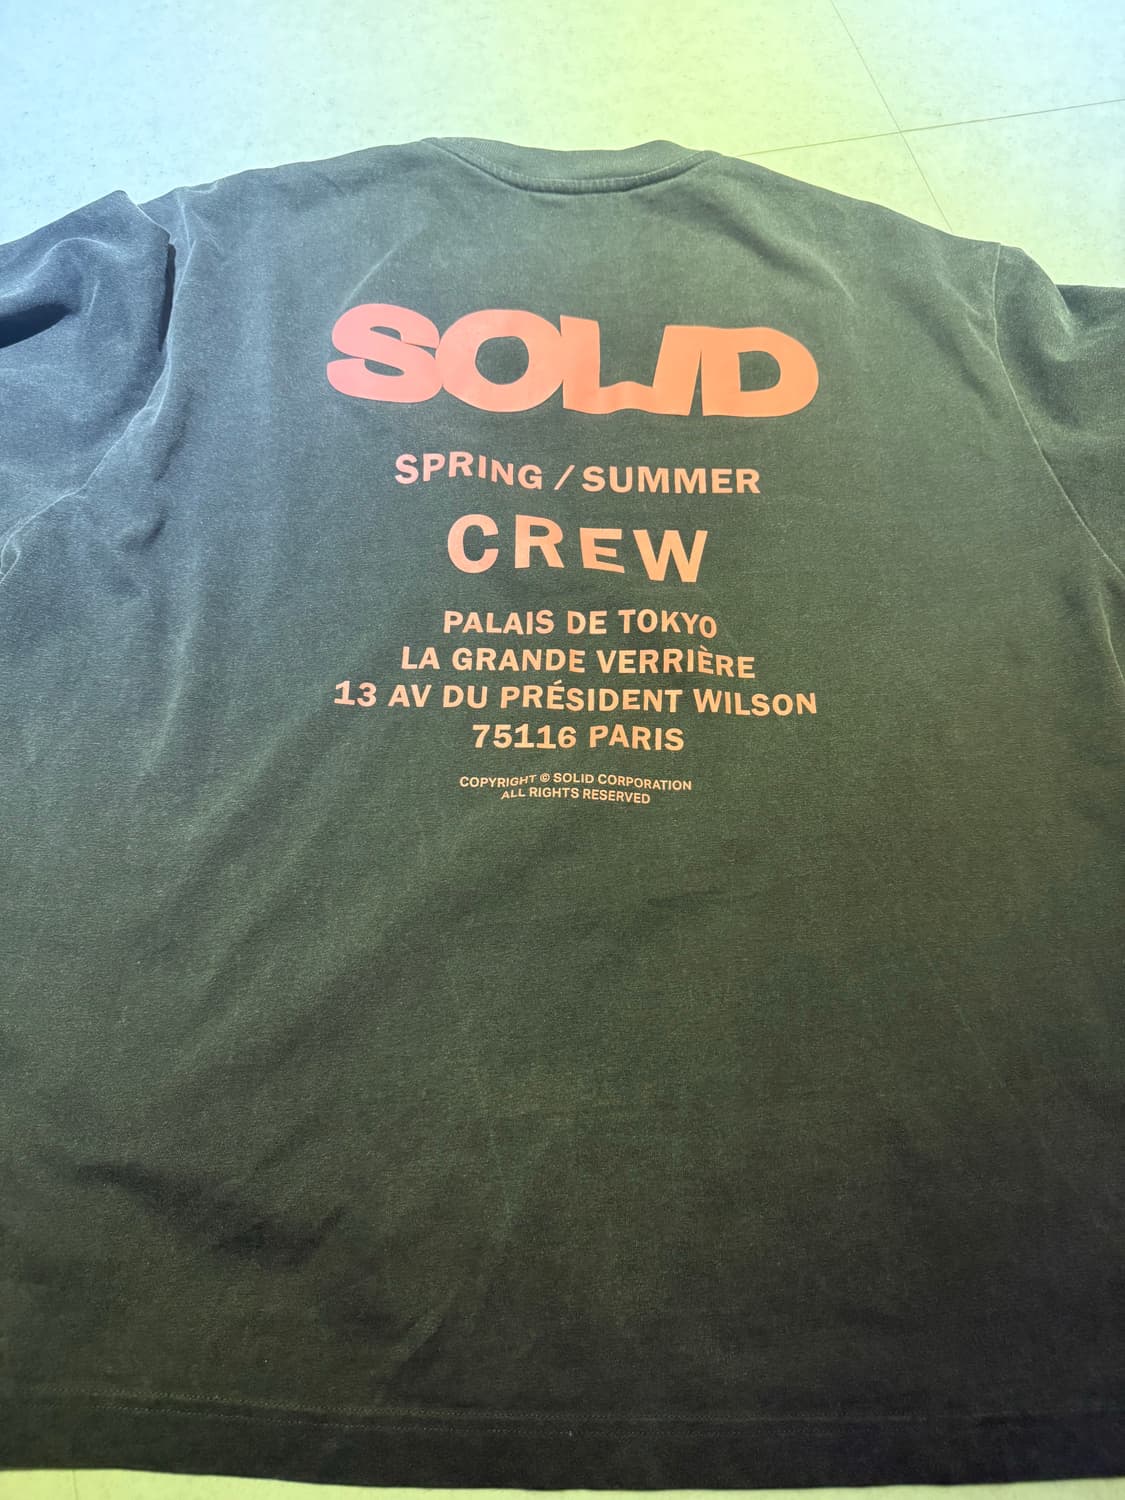 SOLID
SPRING / SUMMER
CREW
PALAIS DE TOKYO
LA GRANDE VERRIÈRE
13 AV DU PRÉSIDENT WILSON
75116 PARIS
COPYRIGHT © SOLID CORPORATION
ALL RIGHTS RESERVED